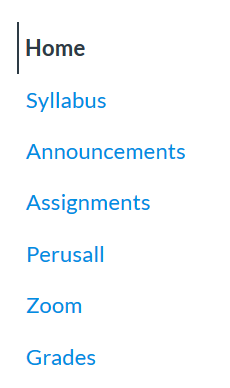 Home
Syllabus
Announcements
Assignments
Perusall
Zoom
Grades